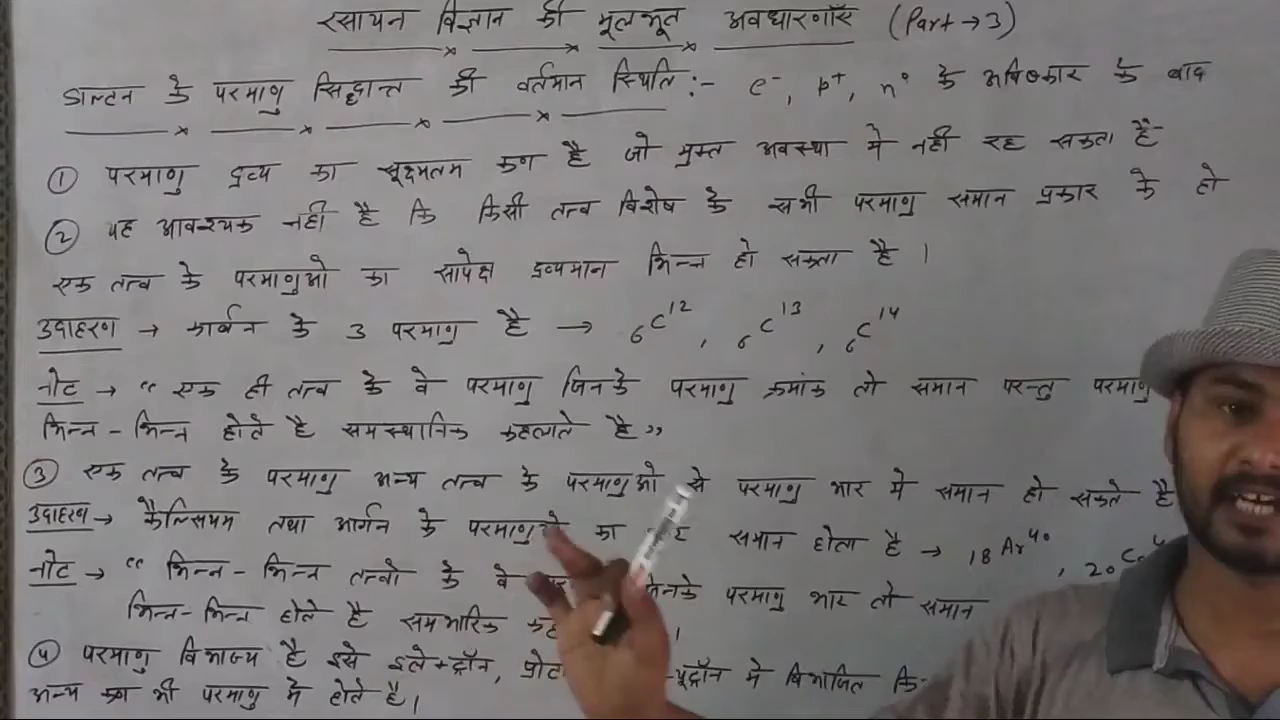 रसायन विज्ञान की मूलभूत अवधारणाएँ (Part → 3)
डाल्टन के परमाणु सिद्धान्त की वर्तमान स्थिति :- e⁻, p⁺, n⁰ के अविष्कार के बाद
① परमाणु द्रव्य का सूक्ष्मतम कण है जो मुक्त अवस्था मे नही रह सकता है
② यह आवश्यक नही है कि किसी तत्व विशेष के सभी परमाणु समान प्रकार के हो
एक तत्व के परमाणुओ का सापेक्ष द्रव्यमान भिन्न हो सकता है।
उदाहरण → कार्बन के 3 परमाणु है → ₆C¹², ₆C¹³, ₆C¹⁴
नोट → “ एक ही तत्व के वे परमाणु जिनके परमाणु क्रमांक तो समान परन्तु परमाणु
भिन्न-भिन्न होते है समस्थानिक कहलाते है”
③ एक तत्व के परमाणु अन्य तत्व के परमाणुओ से परमाणु भार मे समान हो सकते है
उदाहरण → कैल्सियम तथा आर्गन के परमाणुओ का समान होता है → ₁₈Ar⁴⁰, ₂₀Ca
नोट → “ भिन्न-भिन्न तत्वो के वे परमाणु भार तो समान
भिन्न-भिन्न होते है समभारिक
④ परमाणु विभाज्य है इसे इलेक्ट्रॉन, में विभाजित
अन्य कण भी परमाणु मे होते है।